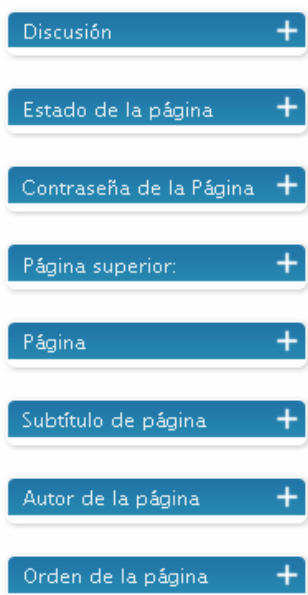 Discusión
Estado de la página
Contraseña de la Página
Página superior:
Página
Subtítulo de página
Autor de la página
Orden de la página